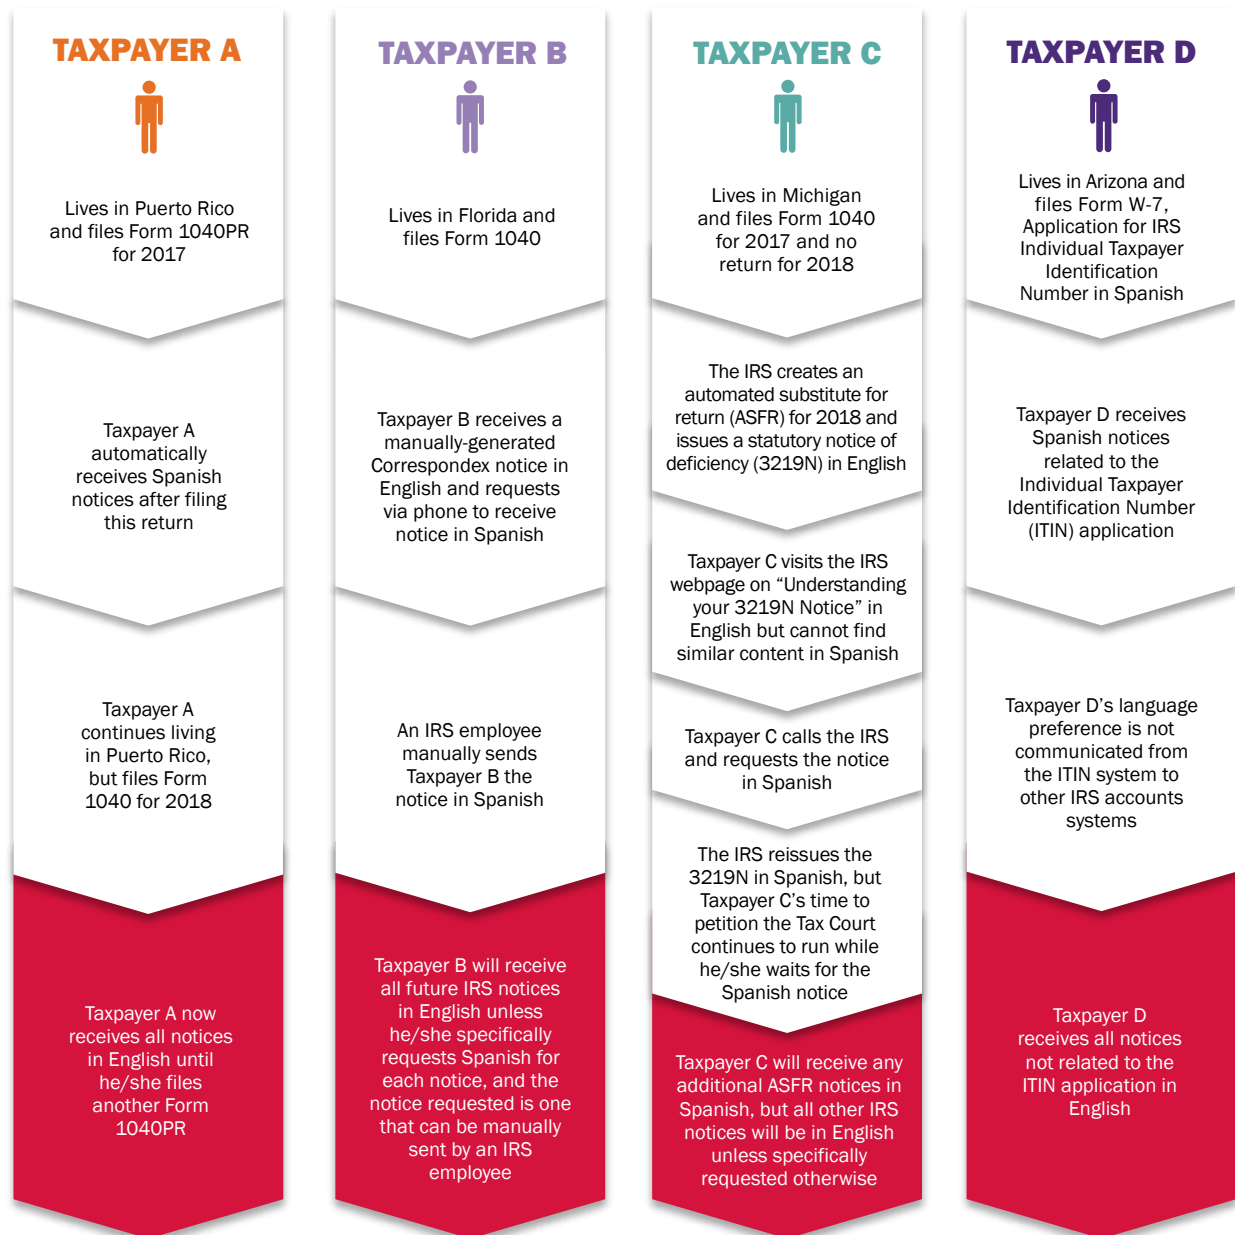 TAXPAYER A
Lives in Puerto Rico
and files Form 1040PR
for 2017
Taxpayer A
automatically
receives Spanish
notices after filing
this return
Taxpayer A
continues living
in Puerto Rico,
but files Form
1040 for 2018
Taxpayer A now
receives all notices
in English until
he/she files
another Form
1040PR
TAXPAYER B
Lives in Florida and
files Form 1040
Taxpayer B receives a
manually-generated
Correspondex notice in
English and requests
via phone to receive
notice in Spanish
An IRS employee
manually sends
Taxpayer B the
notice in Spanish
Taxpayer B will receive
all future IRS notices
in English unless
he/she specifically
requests Spanish for
each notice, and the
notice requested is one
that can be manually
sent by an IRS
employee
TAXPAYER C
Lives in Michigan
and files Form 1040
for 2017 and no
return for 2018
The IRS creates an
automated substitute for
return (ASFR) for 2018 and
issues a statutory notice of
deficiency (3219N) in English
Taxpayer C visits the IRS
webpage on “Understanding
your 3219N Notice” in
English but cannot find
similar content in Spanish
Taxpayer C calls the IRS
and requests the notice
in Spanish
The IRS reissues the
3219N in Spanish, but
Taxpayer C’s time to
petition the Tax Court
continues to run while
he/she waits for the
Spanish notice
Taxpayer C will receive any
additional ASFR notices in
Spanish, but all other IRS
notices will be in English
unless specifically
requested otherwise
TAXPAYER D
Lives in Arizona and
files Form W-7,
Application for IRS
Individual Taxpayer
Identification
Number in Spanish
Taxpayer D receives
Spanish notices
related to the
Individual Taxpayer
Identification Number
(ITIN) application
Taxpayer D’s language
preference is not
communicated from
the ITIN system to
other IRS accounts
systems
Taxpayer D
receives all notices
not related to the
ITIN application in
English